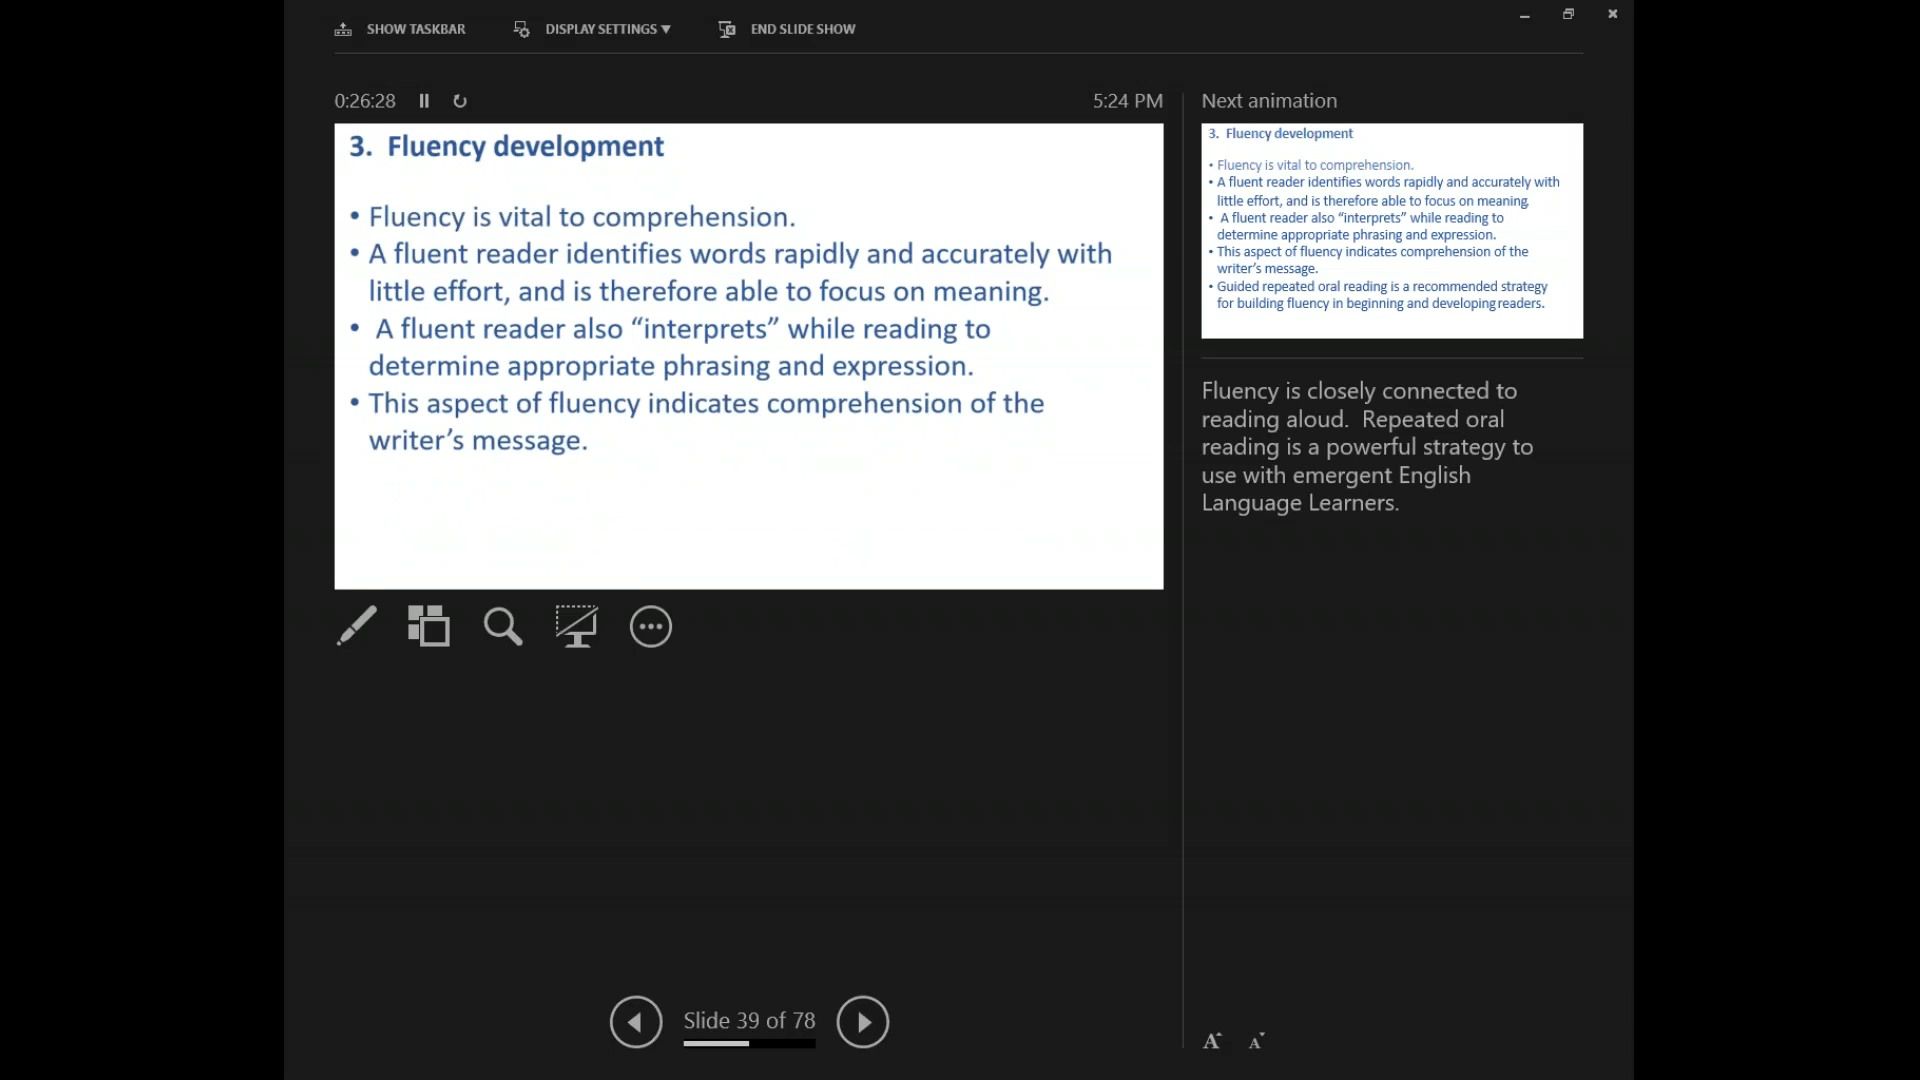 SHOW TASKBAR
DISPLAY SETTINGS ▼
END SLIDE SHOW
0:26:28
5:24 PM
3. Fluency development
• Fluency is vital to comprehension.
• A fluent reader identifies words rapidly and accurately with
little effort, and is therefore able to focus on meaning.
• A fluent reader also “interprets” while reading to
determine appropriate phrasing and expression.
• This aspect of fluency indicates comprehension of the
writer’s message.
Slide 39 of 78
Next animation
3. Fluency development
• Fluency is vital to comprehension.
• A fluent reader identifies words rapidly and accurately with
little effort, and is therefore able to focus on meaning.
• A fluent reader also “interprets” while reading to
determine appropriate phrasing and expression.
• This aspect of fluency indicates comprehension of the
writer’s message.
• Guided repeated oral reading is a recommended strategy
for building fluency in beginning and developing readers.
Fluency is closely connected to
reading aloud. Repeated oral
reading is a powerful strategy to
use with emergent English
Language Learners.
A A